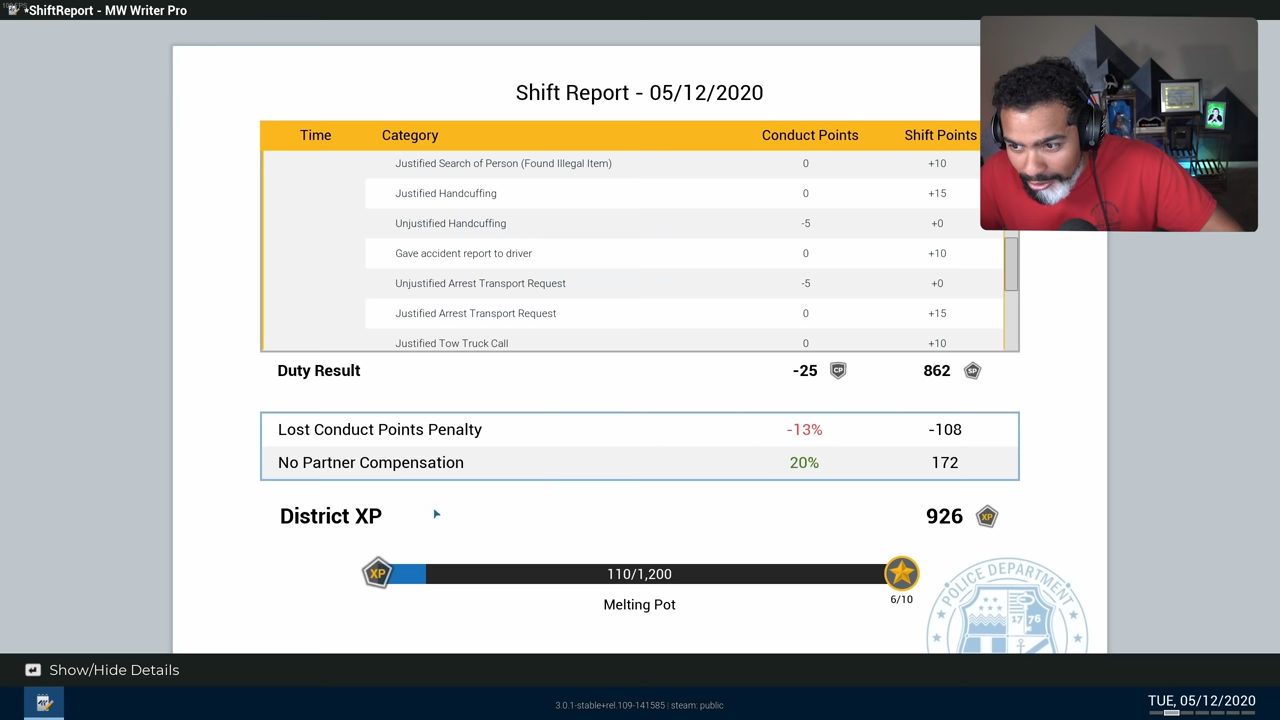 *ShiftReport - MW Writer Pro
Shift Report - 05/12/2020
Time Category Conduct Points Shift Points
Justified Search of Person (Found Illegal Item) 0 +10
Justified Handcuffing 0 +15
Unjustified Handcuffing -5 +0
Gave accident report to driver 0 +10
Unjustified Arrest Transport Request -5 +0
Justified Arrest Transport Request 0 +15
Justified Tow Truck Call 0 +10
Duty Result -25 CP 862 SP
Lost Conduct Points Penalty -13% -108
No Partner Compensation 20% 172
District XP 926 XP
XP 110/1,200
6/10
Melting Pot
POLICE DEPARTMENT
1776
Show/Hide Details
3.0.1-stable+rel.109-141585 | steam: public
TUE, 05/12/2020